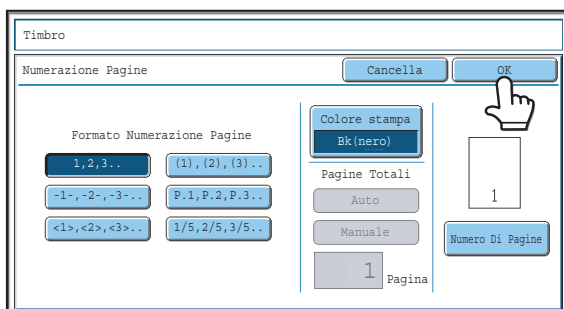 Timbro
Numerazione Pagine
Cancella
OK
Formato Numerazione Pagine
1,2,3..
(1),(2),(3)..
-1-,-2-,-3-..
P.1,P.2,P.3..
<1>,<2>,<3>..
1/5,2/5,3/5..
Colore stampa
Bk(nero)
Pagine Totali
Auto
Manuale
1 Pagina
1
Numero Di Pagine